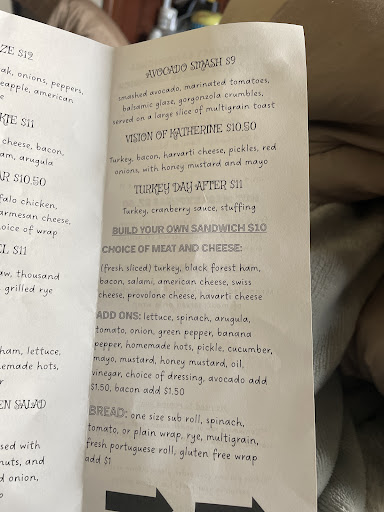 ZE $12
ak, onions, peppers,
eapple, american
e
KIE $11
cheese, bacon,
am, arugula
AR $10.50
falo chicken,
armesan cheese,
oice of wrap
EL $11
aw, thousand
grilled rye
ham, lettuce,
emade hots,
r
EN SALAD
sed with
nuts, and
d onion,
AVOCADO SMASH $9
smashed avocado, marinated tomatoes,
balsamic glaze, gorgonzola crumbles,
served on a large slice of multigrain toast
VISION OF KATHERINE $10.50
Turkey, bacon, harvarti cheese, pickles, red
onions, with honey mustard and mayo
TURKEY DAY AFTER $11
Turkey, cranberry sauce, stuffing
BUILD YOUR OWN SANDWICH $10
CHOICE OF MEAT AND CHEESE:
(fresh sliced) turkey, black forest ham,
bacon, salami, american cheese, swiss
cheese, provolone cheese, havarti cheese
ADD ONS: lettuce, spinach, arugula,
tomato, onion, green pepper, banana
pepper, homemade hots, pickle, cucumber,
mayo, mustard, honey mustard, oil,
vinegar, choice of dressing, avocado add
$1.50, bacon add $1.50
BREAD: one size sub roll, spinach,
tomato, or plain wrap, rye, multigrain,
fresh portuguese roll, gluten free wrap
add $1